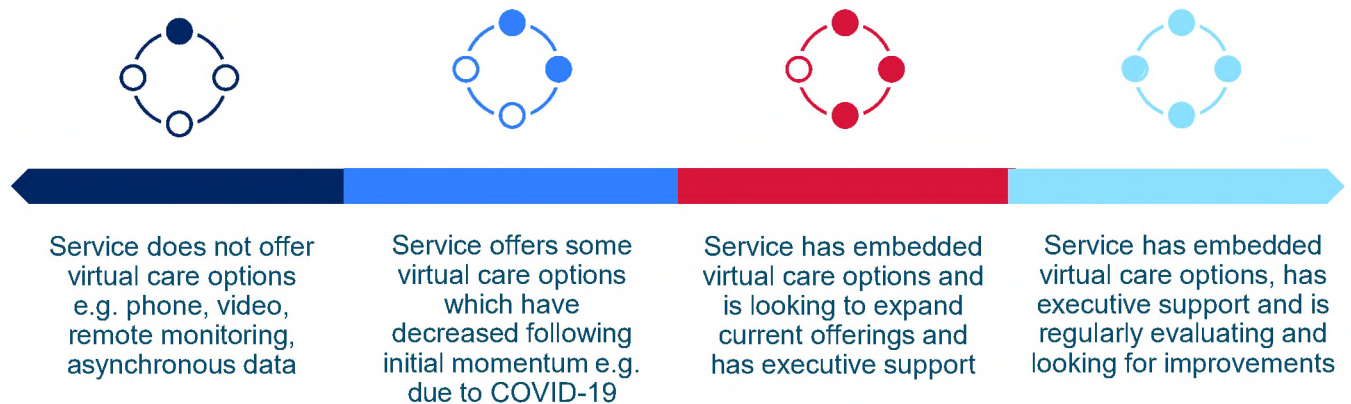 Service does not offer
virtual care options
e.g. phone, video,
remote monitoring,
asynchronous data
Service offers some
virtual care options
which have
decreased following
initial momentum e.g.
due to COVID-19
Service has embedded
virtual care options and
is looking to expand
current offerings and
has executive support
Service has embedded
virtual care options, has
executive support and is
regularly evaluating and
looking for improvements